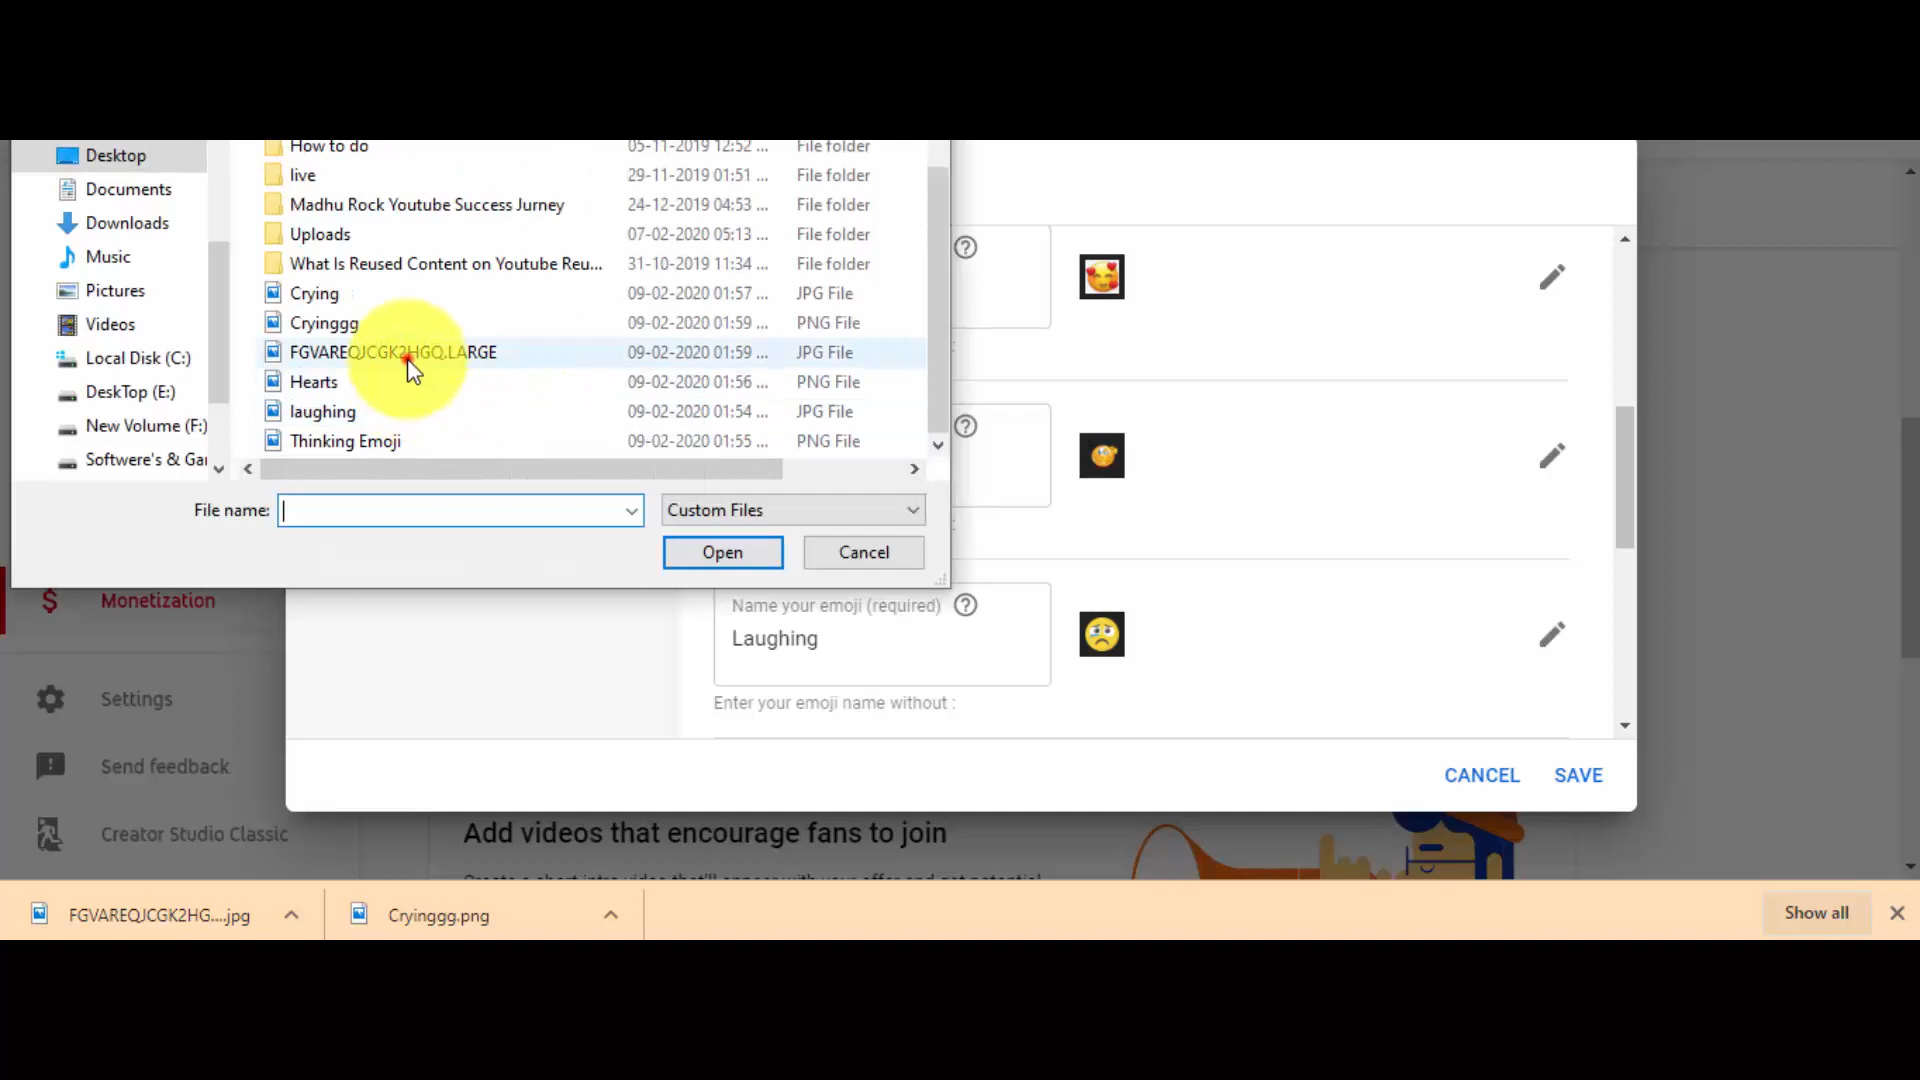 Desktop
Documents
Downloads
Music
Pictures
Videos
Local Disk (C:)
DeskTop (E:)
New Volume (F:)
Softwere's & Gar
How to do 05-11-2019 12:52 ... File folder
live 29-11-2019 01:51 ... File folder
Madhu Rock Youtube Success Jurney 24-12-2019 04:53 ... File folder
Uploads 07-02-2020 05:13 ... File folder
What Is Reused Content on Youtube Reu... 31-10-2019 11:34 ... File folder
Crying 09-02-2020 01:57 ... JPG File
Cryinggg 09-02-2020 01:59 ... PNG File
FGVAREQJCGK2HGQ.LARGE 09-02-2020 01:59 ... JPG File
Hearts 09-02-2020 01:56 ... PNG File
laughing 09-02-2020 01:54 ... JPG File
Thinking Emoji 09-02-2020 01:55 ... PNG File
File name: Custom Files
Open Cancel
Monetization
Settings
Send feedback
Creator Studio Classic
Name your emoji (required)
Laughing
Enter your emoji name without :
CANCEL SAVE
Add videos that encourage fans to join
FGVAREQJCGK2HG....jpg
Cryinggg.png
Show all